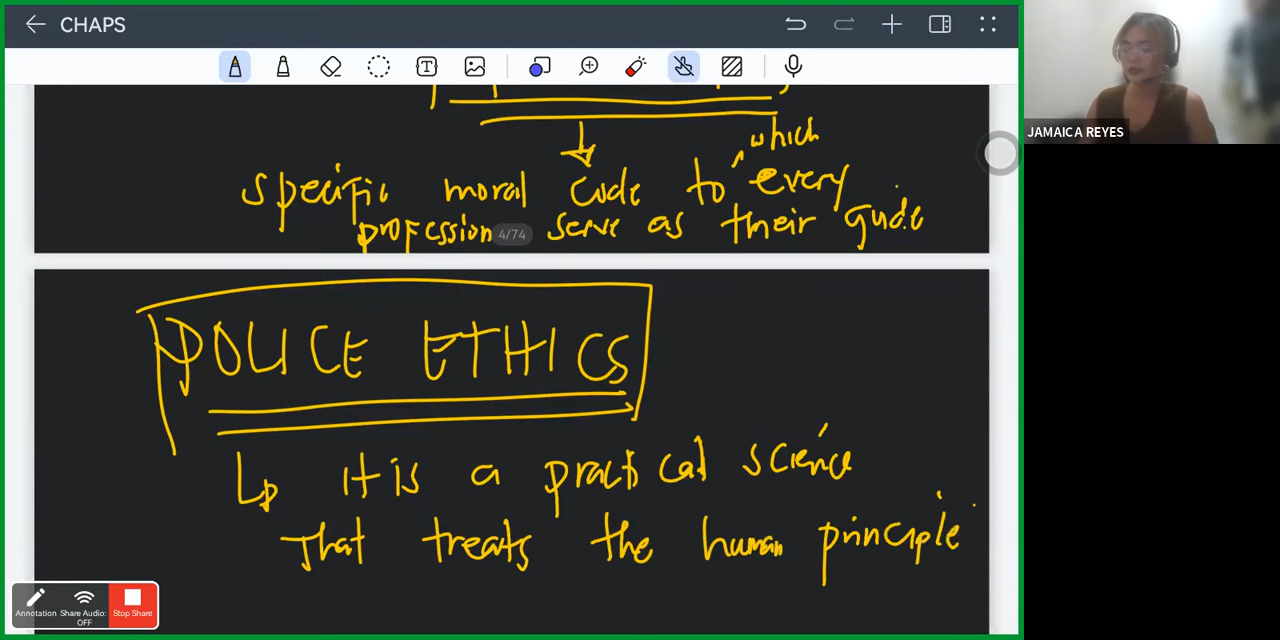 CHAPS
JAMAICA REYES
which
specific moral code to ^ every
profession serve as their guide
4/74
POLICE ETHICS
It is a practical science
That treats the human principle
Annotation
Share Audio: OFF
Stop Share